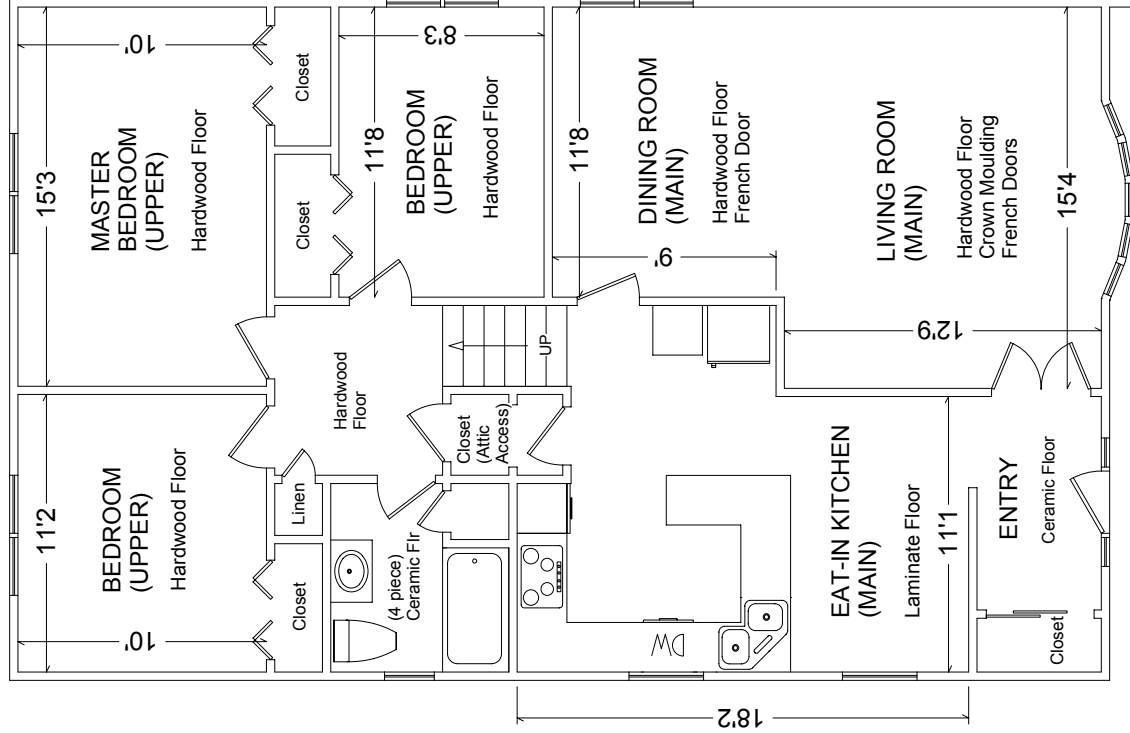 15'3
10'
MASTER
BEDROOM
(UPPER)
Hardwood Floor
Closet
8'3
11'8
BEDROOM
(UPPER)
Hardwood Floor
Closet
11'8
DINING ROOM
(MAIN)
Hardwood Floor
French Door
9'
LIVING ROOM
(MAIN)
Hardwood Floor
Crown Moulding
French Doors
15'4
12'9
11'2
BEDROOM
(UPPER)
Hardwood Floor
10'
Closet
Linen
Hardwood
Floor
UP
Closet
(Attic
Access)
(4 piece)
Ceramic Flr
DW
EAT-IN KITCHEN
(MAIN)
Laminate Floor
11'1
18'2
ENTRY
Ceramic Floor
Closet